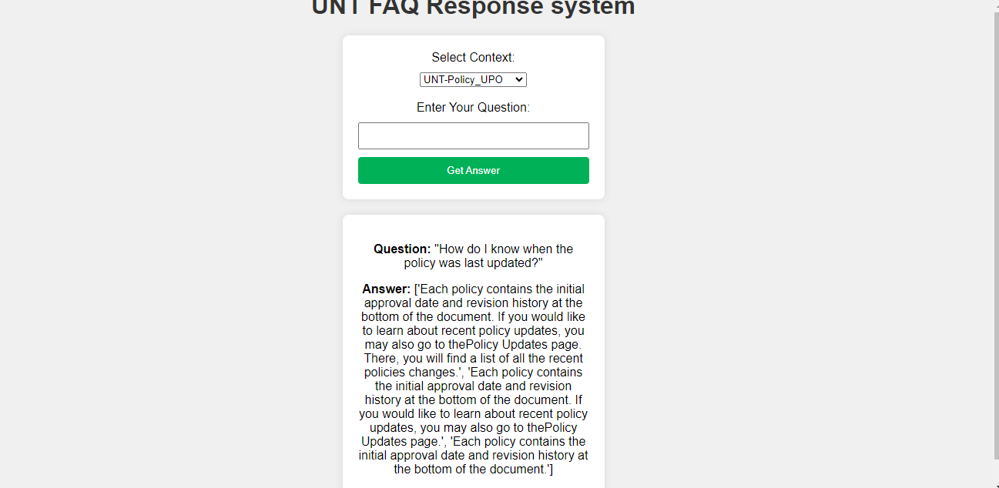 UNT FAQ Response system
Select Context:
UNT-Policy_UPO
Enter Your Question:
Get Answer
Question: "How do I know when the
policy was last updated?"
Answer: ['Each policy contains the initial
approval date and revision history at the
bottom of the document. If you would like
to learn about recent policy updates, you
may also go to thePolicy Updates page.
There, you will find a list of all the recent
policies changes.', 'Each policy contains
the initial approval date and revision
history at the bottom of the document. If
you would like to learn about recent policy
updates, you may also go to thePolicy
Updates page.', 'Each policy contains the
initial approval date and revision history at
the bottom of the document.']